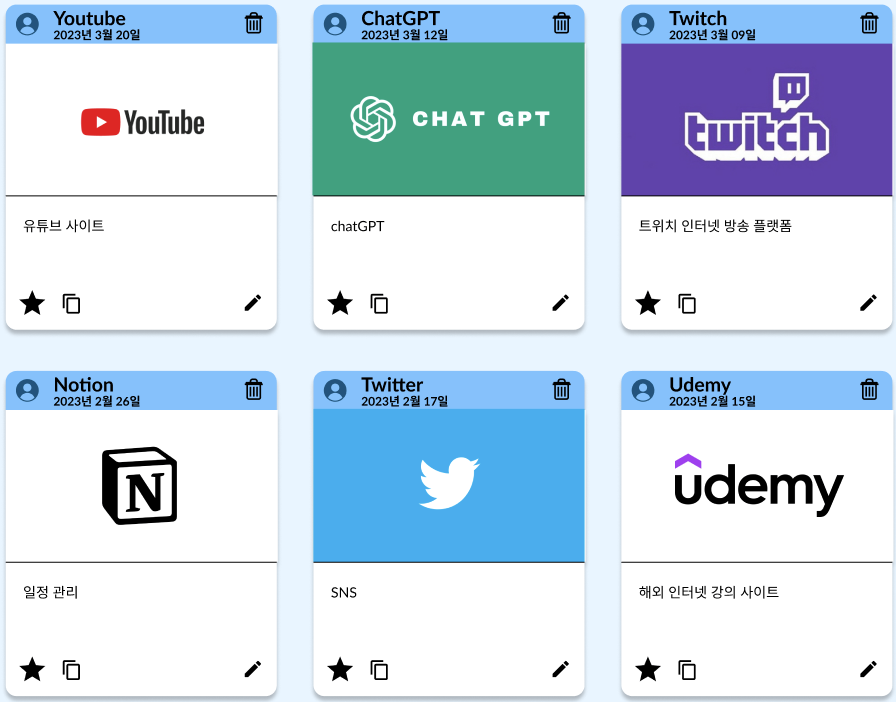 Youtube
2023년 3월 20일
YouTube
유튜브 사이트
ChatGPT
2023년 3월 12일
CHAT GPT
chatGPT
Twitch
2023년 3월 09일
twitch
트위치 인터넷 방송 플랫폼
Notion
2023년 2월 26일
N
일정 관리
Twitter
2023년 2월 17일
SNS
Udemy
2023년 2월 15일
udemy
해외 인터넷 강의 사이트